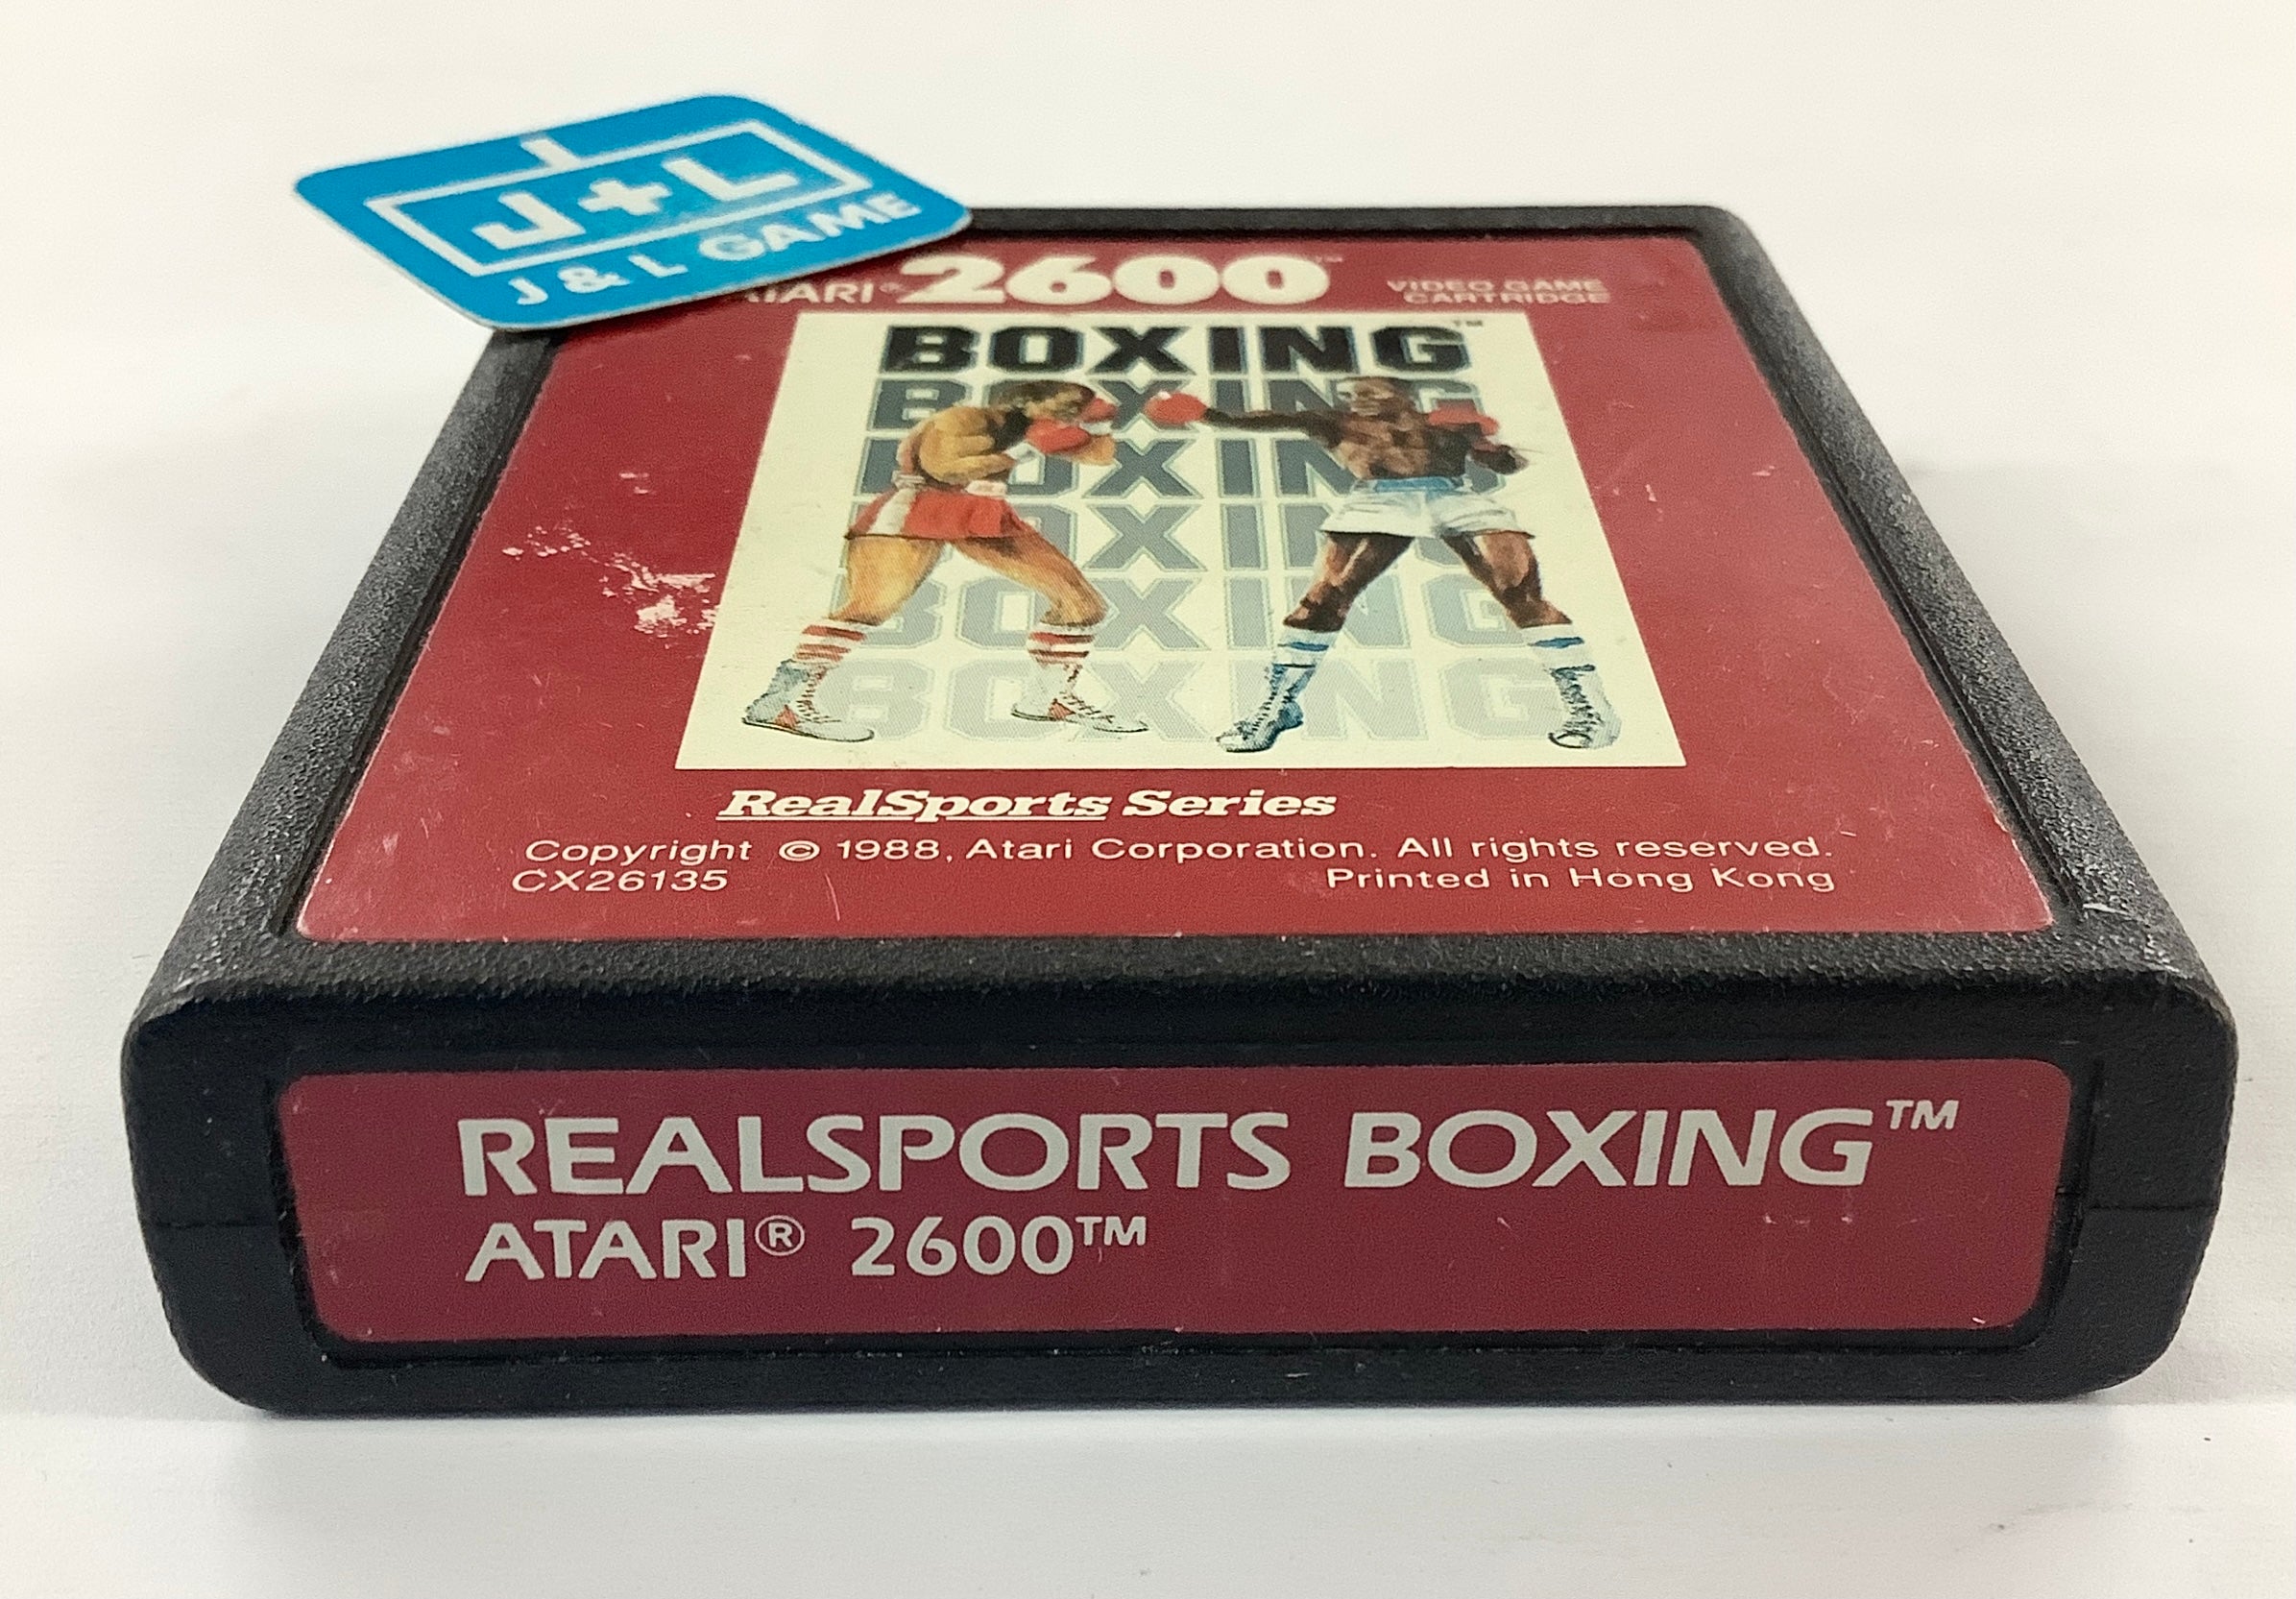 J+L
J & L GAME
ATARI® 2600™
VIDEO GAME
CARTRIDGE
BOXING™
BOXING
BOXING
BOXING
BOXING
BOXING
RealSports Series
Copyright © 1988, Atari Corporation. All rights reserved.
CX26135
Printed in Hong Kong
REALSPORTS BOXING™
ATARI® 2600™